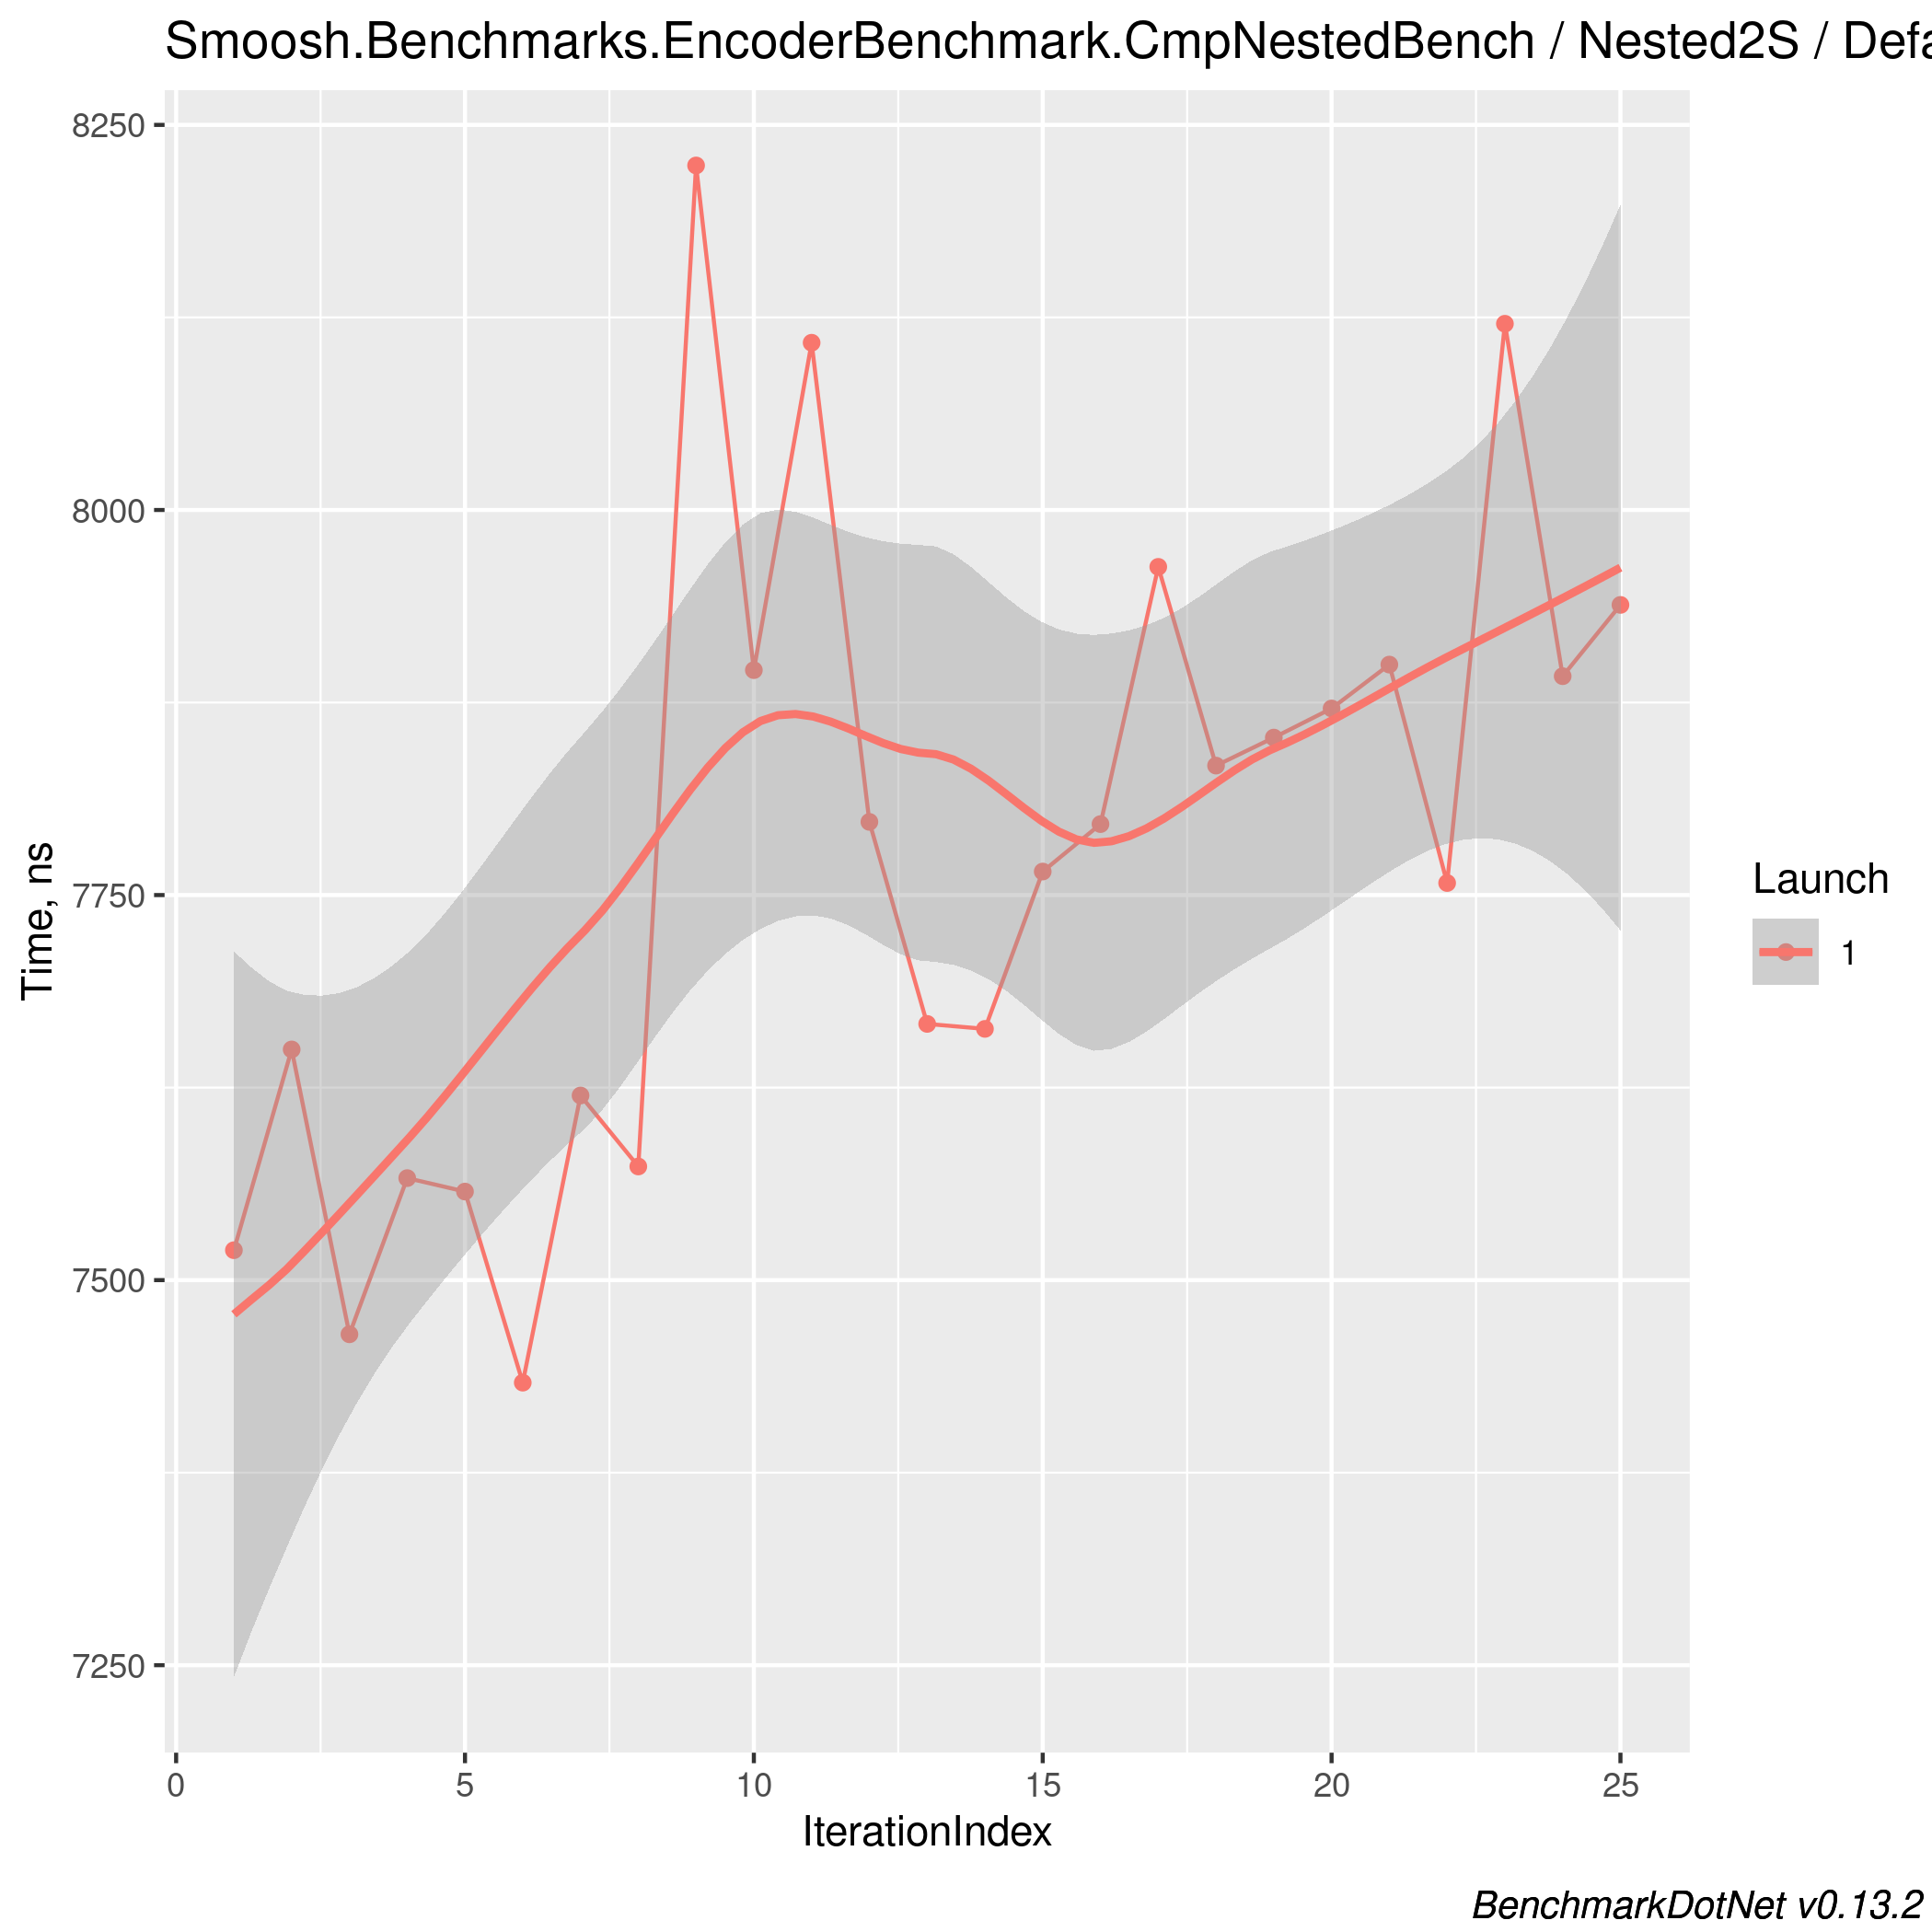 Smoosh.Benchmarks.EncoderBenchmark.CmpNestedBench / Nested2S / Defa
8250
8000
7750
7500
7250
Time, ns
0 5 10 15 20 25
IterationIndex
Launch
1
BenchmarkDotNet v0.13.2